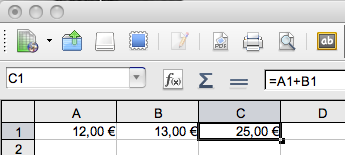 PDF
ab
C1
f(x)
Σ
=
=A1+B1
A B C D
1 12,00 € 13,00 € 25,00 €
2